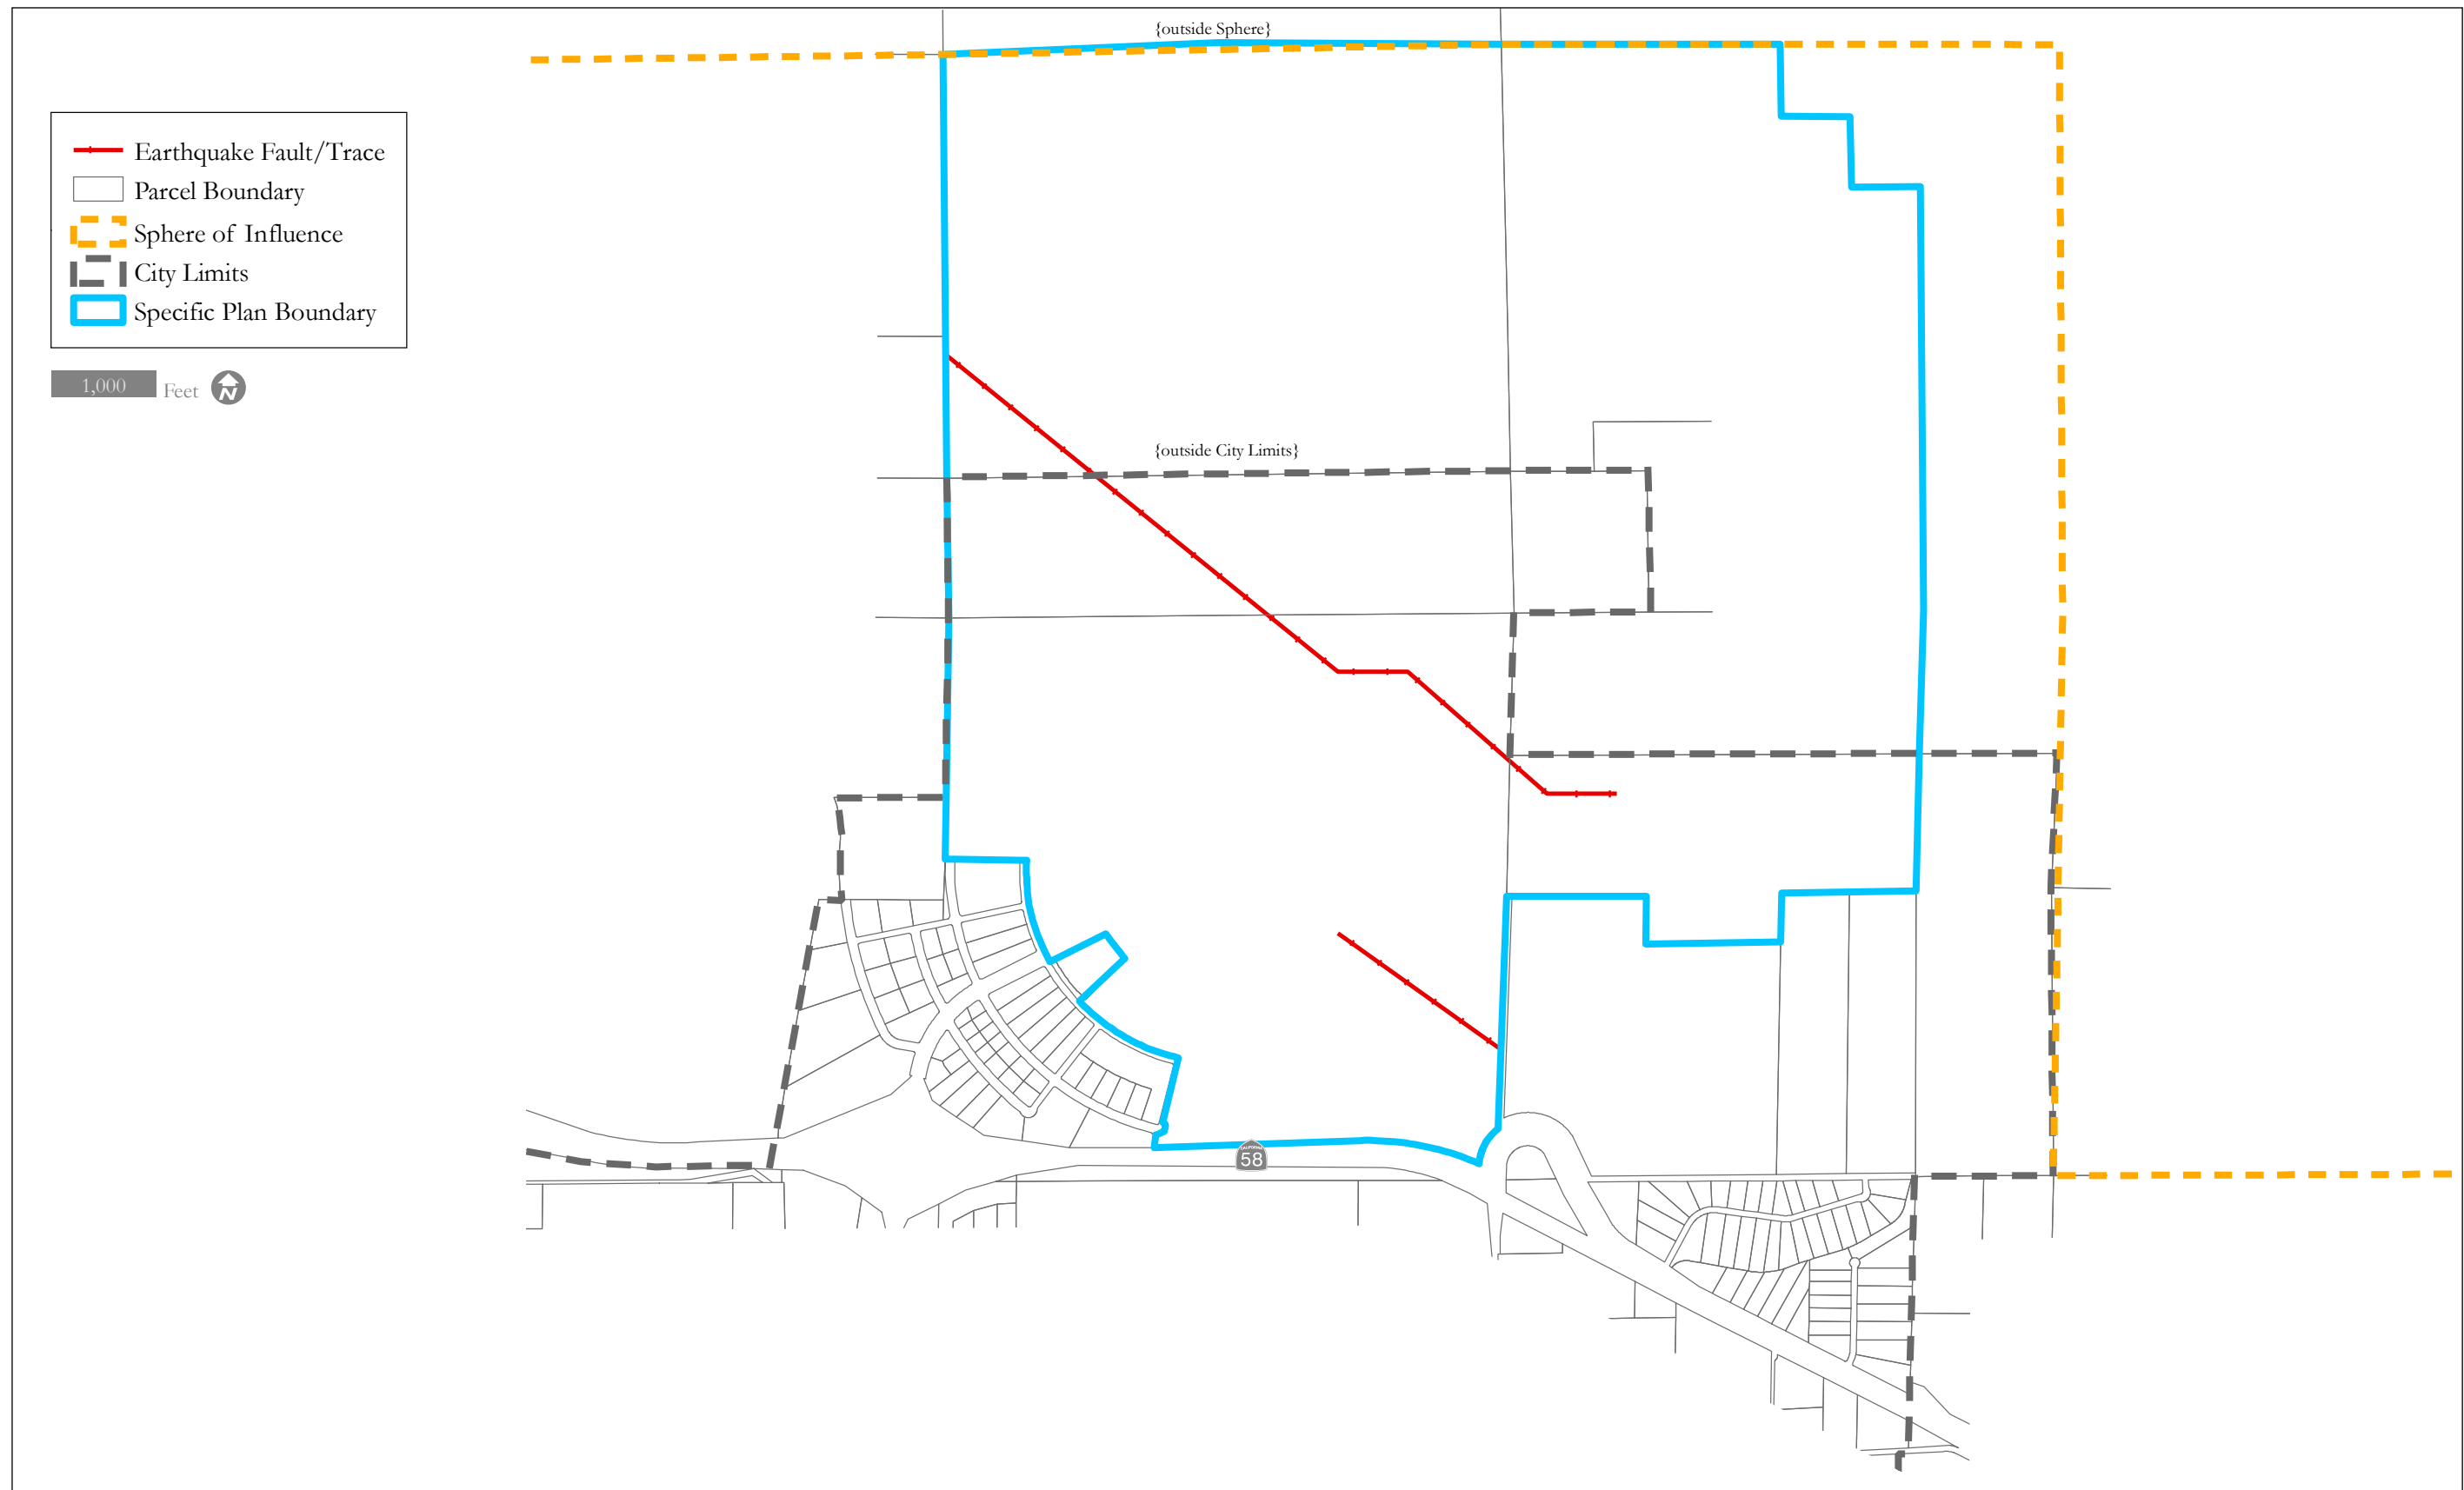 {outside Sphere}
Earthquake Fault/Trace
Parcel Boundary
Sphere of Influence
City Limits
Specific Plan Boundary
1,000 Feet N
{outside City Limits}
CALIFORNIA
58